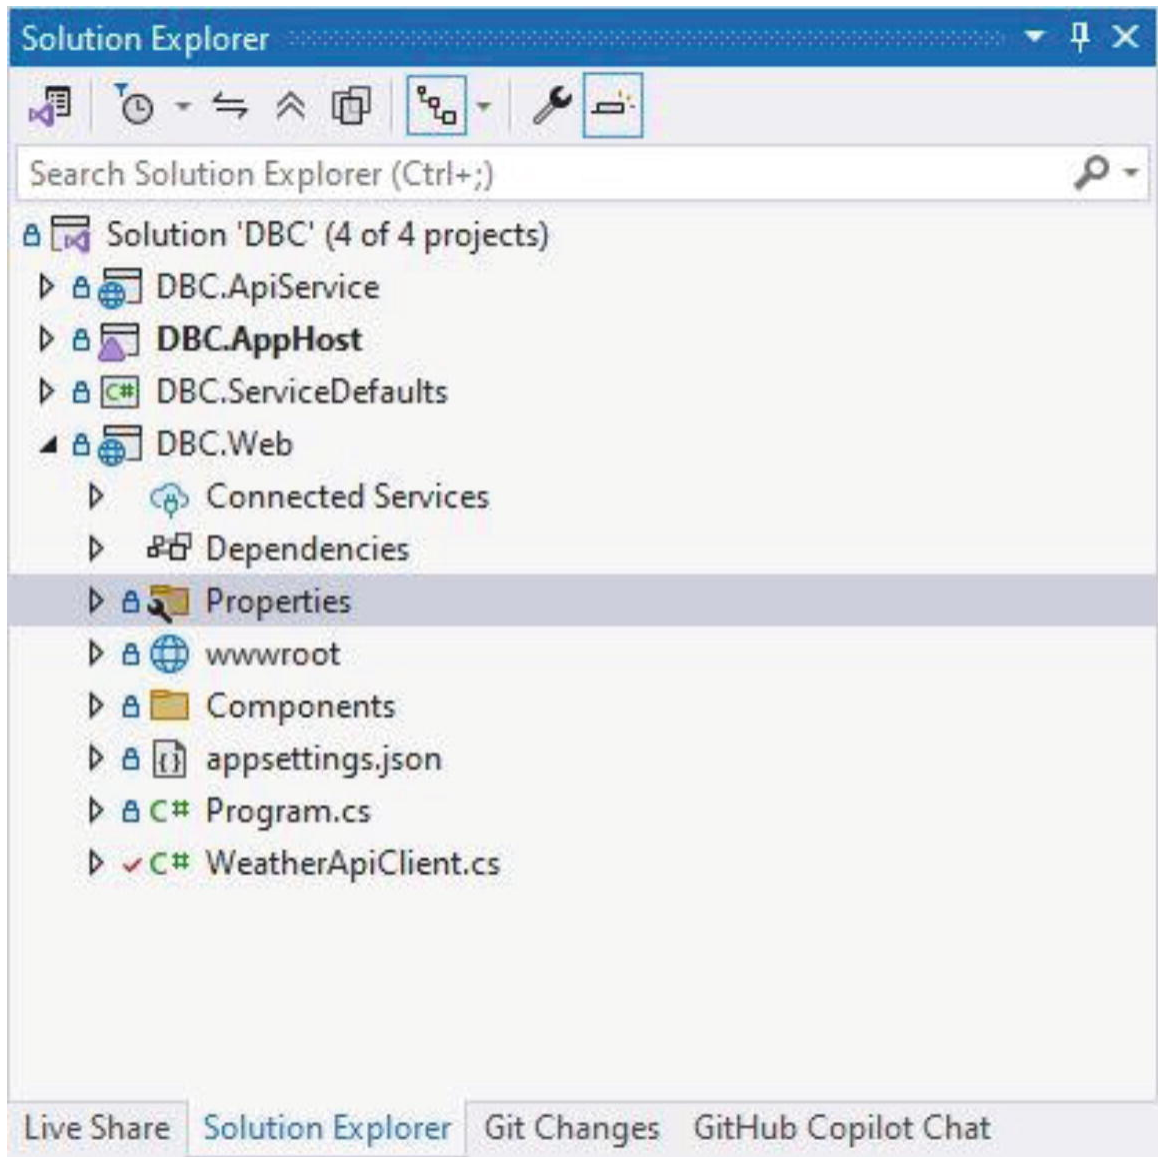 Solution Explorer
Search Solution Explorer (Ctrl+;)
Solution 'DBC' (4 of 4 projects)
DBC.ApiService
DBC.AppHost
C# DBC.ServiceDefaults
DBC.Web
Connected Services
Dependencies
Properties
wwwroot
Components
{} appsettings.json
C# Program.cs
C# WeatherApiClient.cs
Live Share Solution Explorer Git Changes GitHub Copilot Chat